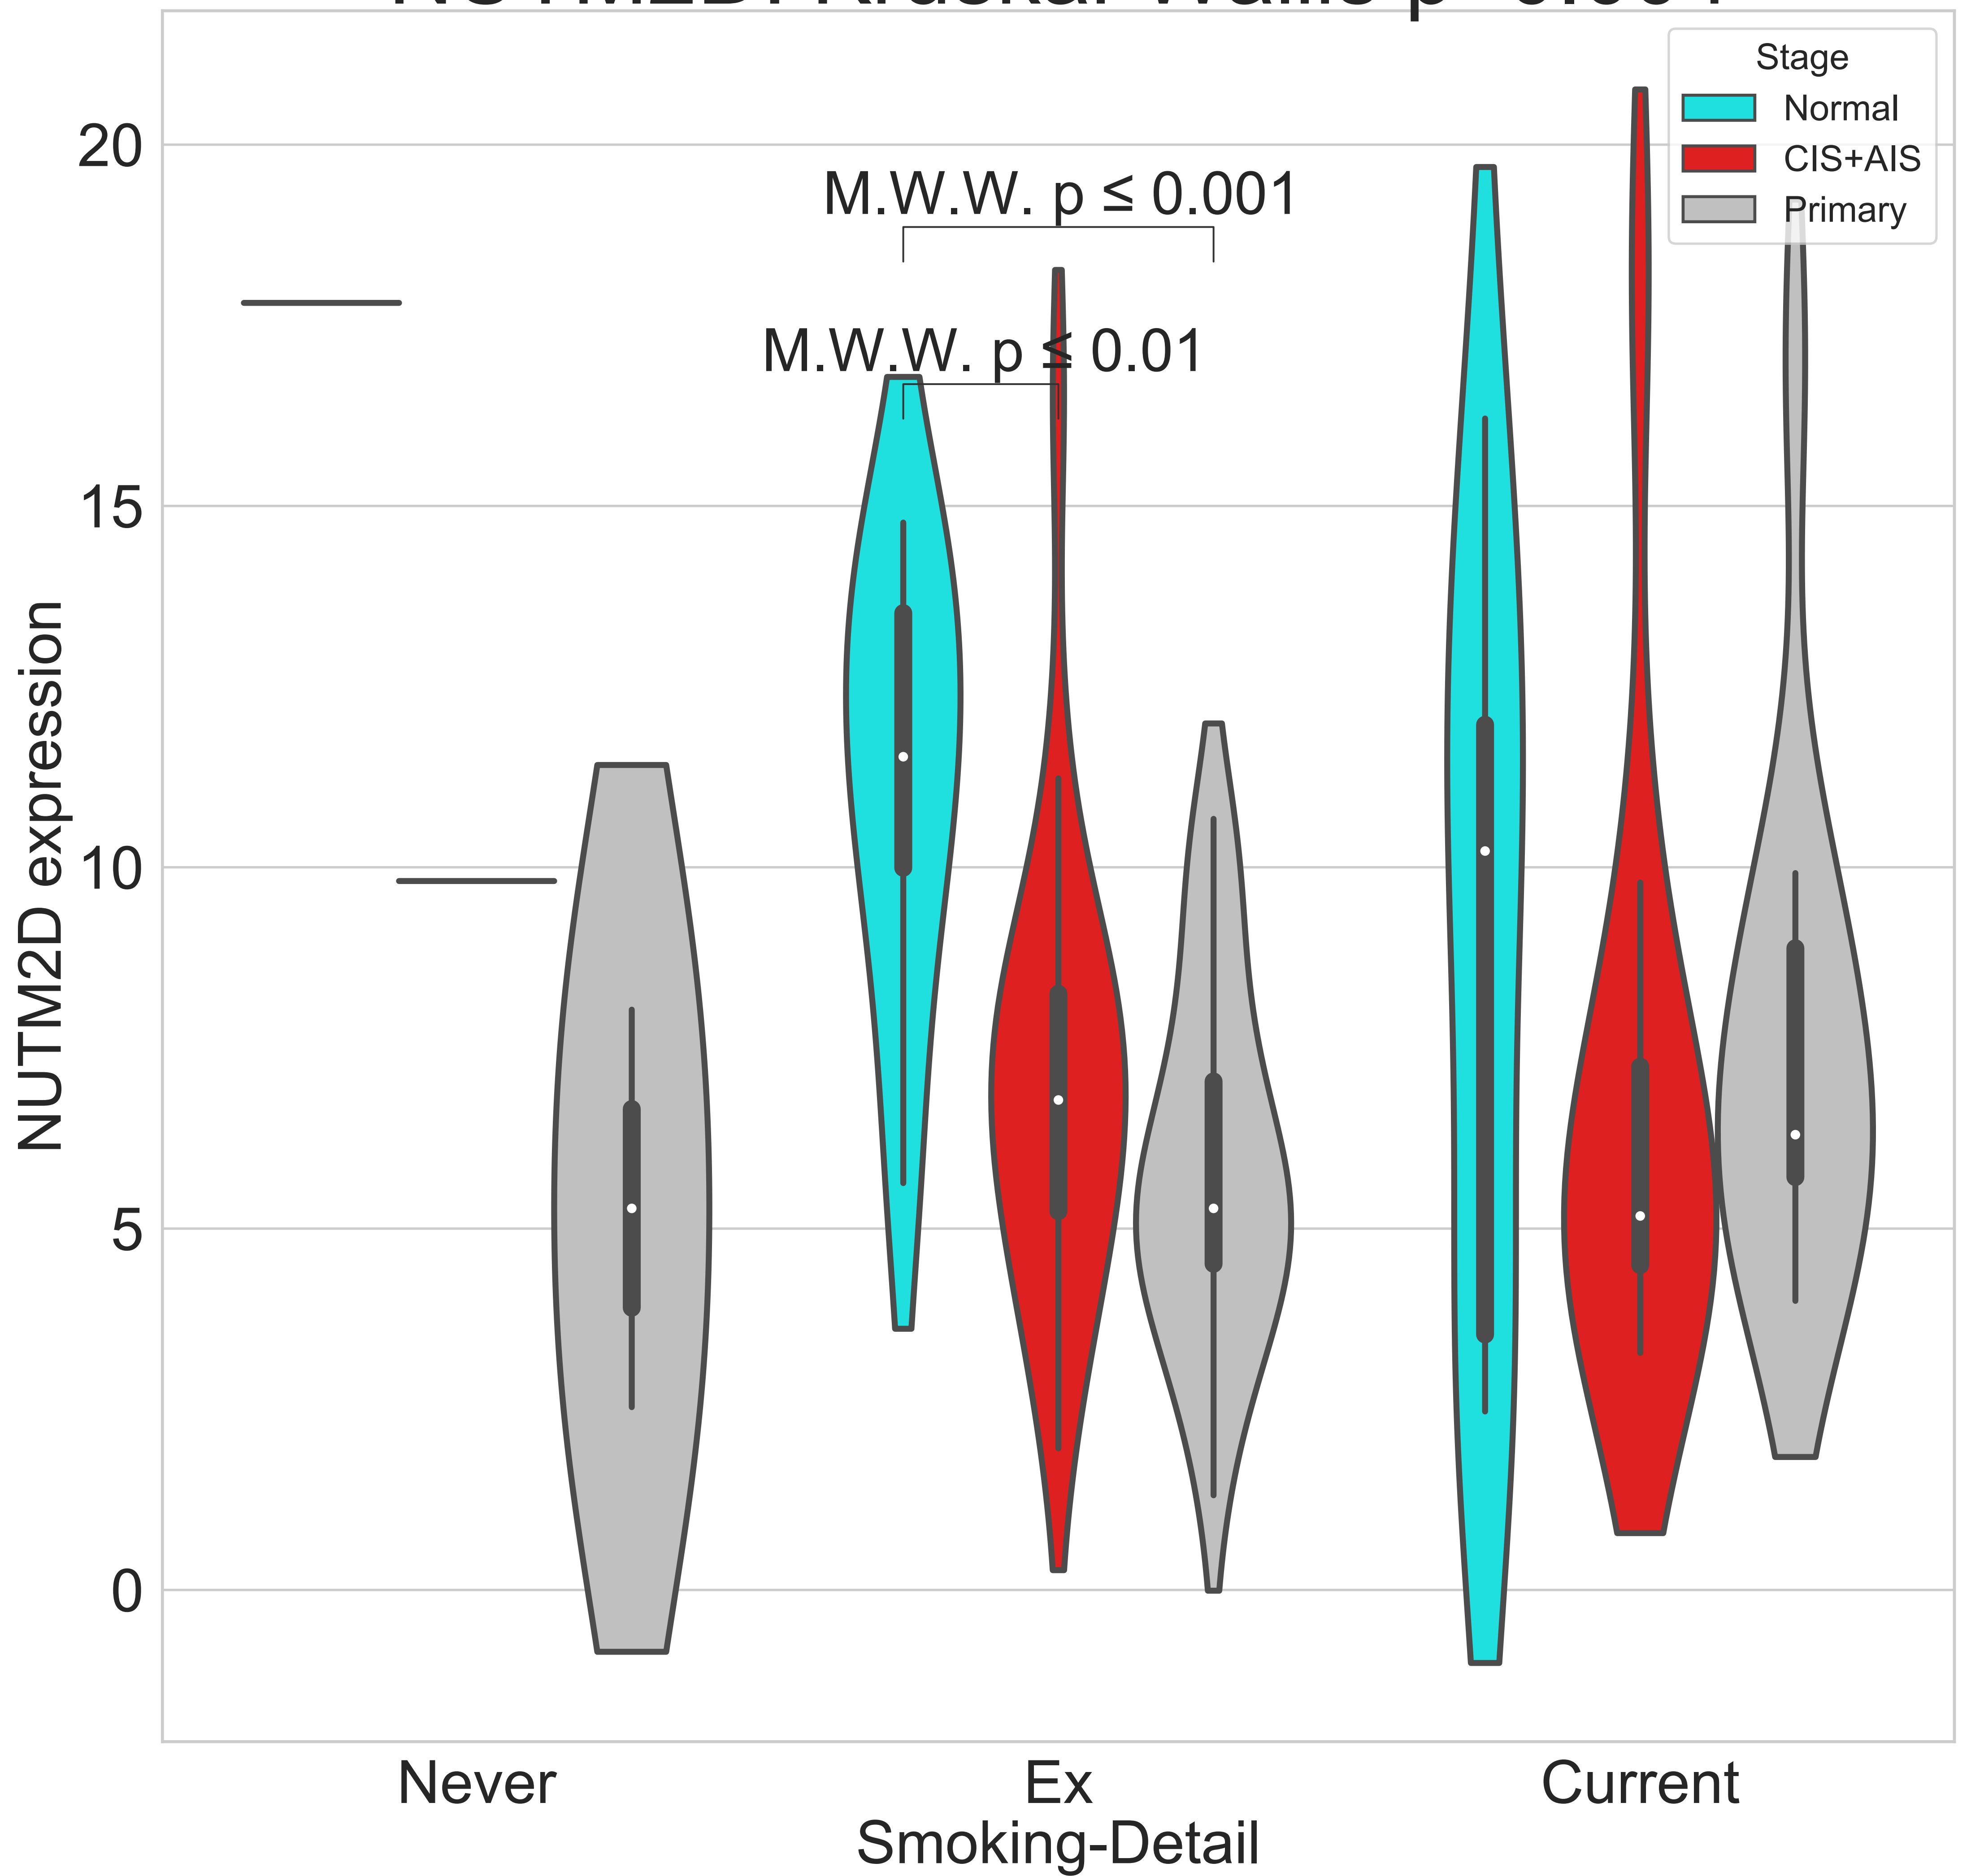 Stage
Normal
CIS+AIS
Primary
20
15
10
5
0
M.W.W. p ≤ 0.001
M.W.W. p ≤ 0.01
NUTM2D expression
Never
Ex
Current
Smoking-Detail